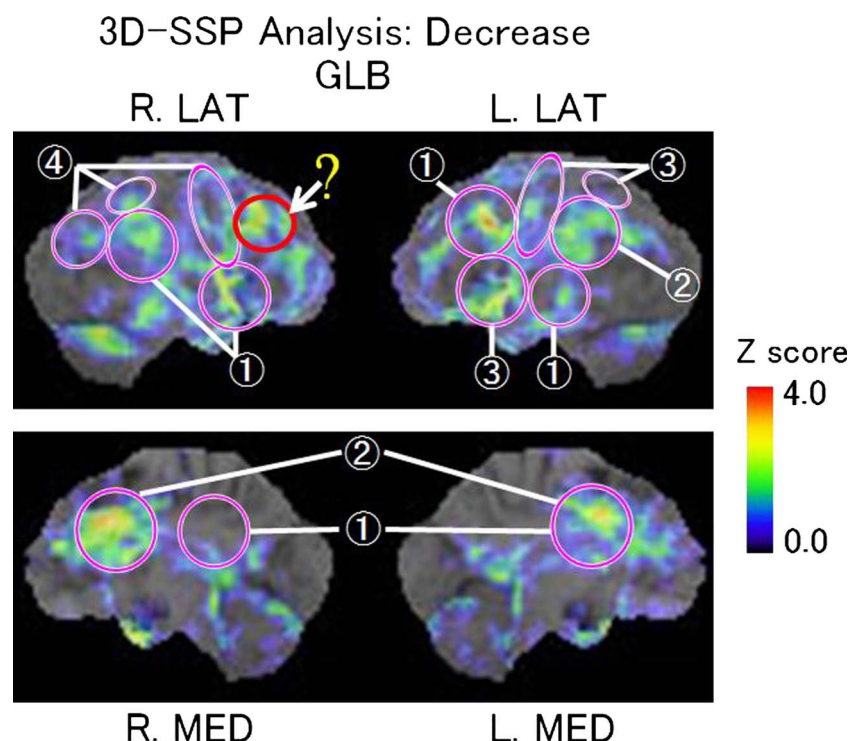 3D-SSP Analysis: Decrease
GLB
R. LAT L. LAT
④ ? ① ③
②
① ③ ①
Z score
4.0
0.0
②
①
R. MED L. MED